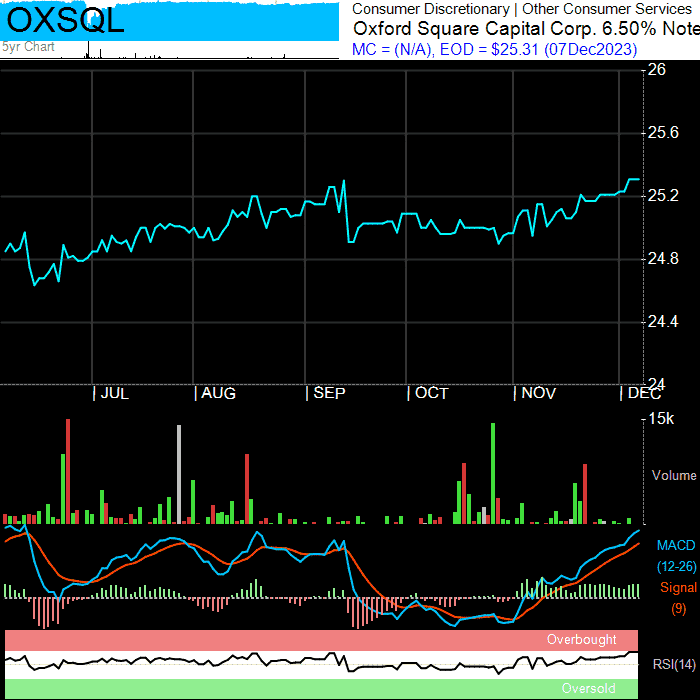 OXSQL
5yr Chart
Consumer Discretionary | Other Consumer Services
Oxford Square Capital Corp. 6.50% Note
MC = (N/A), EOD = $25.31 (07Dec2023)
26
25.6
25.2
24.8
24.4
24
JUL
AUG
SEP
OCT
NOV
DEC
15k
Volume
MACD
(12-26)
Signal
(9)
Overbought
RSI(14)
Oversold